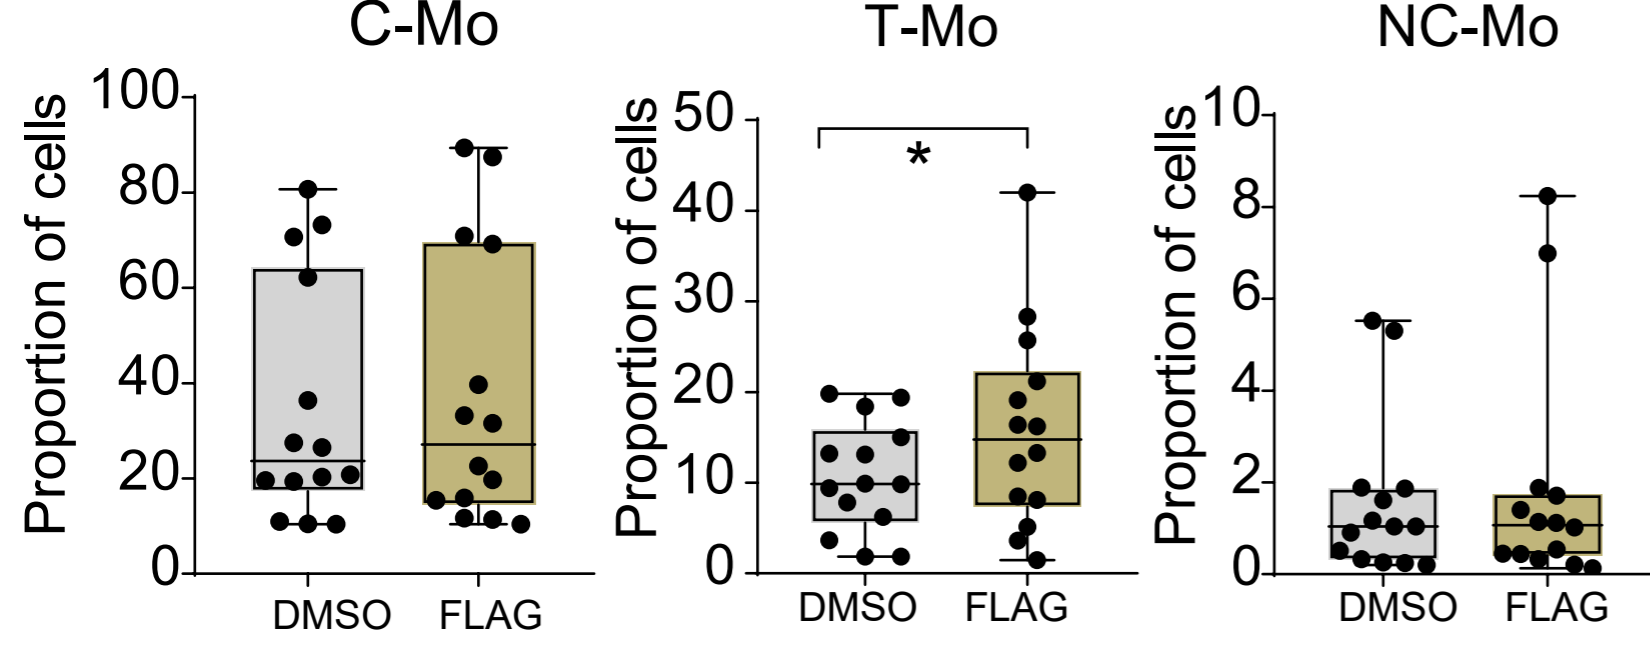 C-Mo
Proportion of cells
100
80
60
40
20
0
DMSO FLAG
T-Mo
Proportion of cells
50
40
30
20
10
0
*
DMSO FLAG
NC-Mo
Proportion of cells
10
8
6
4
2
0
DMSO FLAG